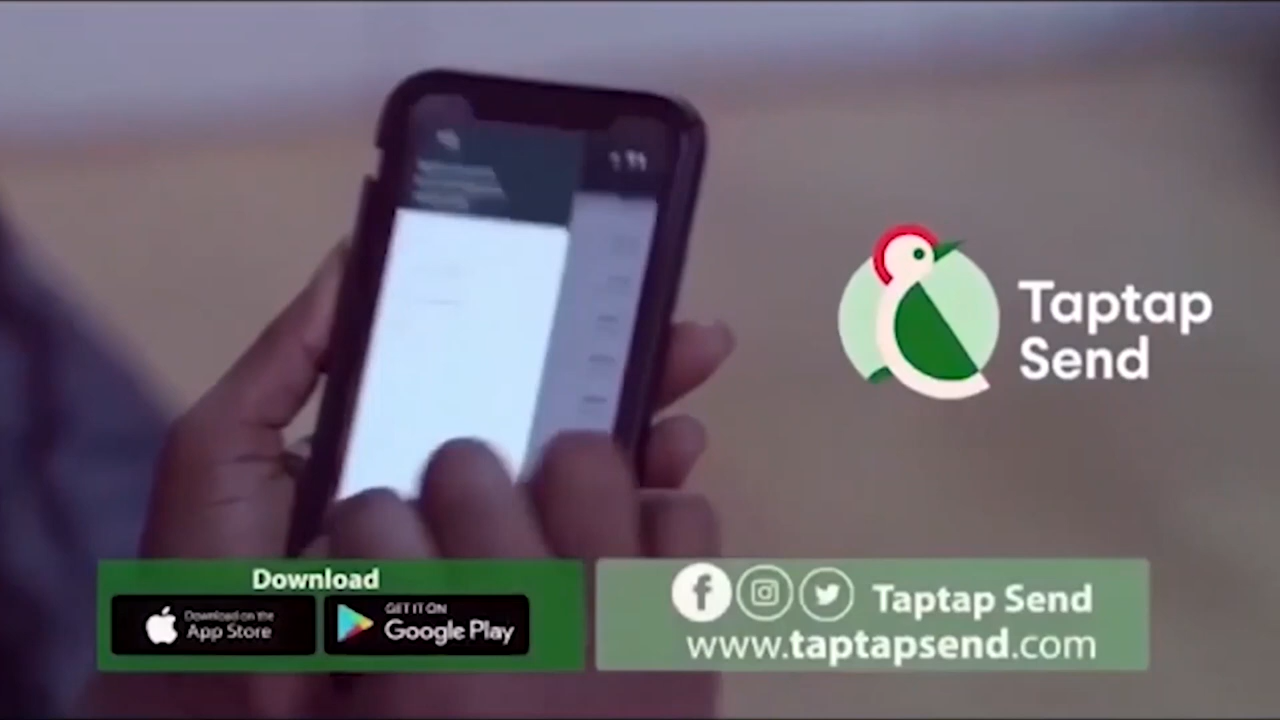 Taptap
Send
Download
Download on the
App Store
GET IT ON
Google Play
Taptap Send
www.taptapsend.com